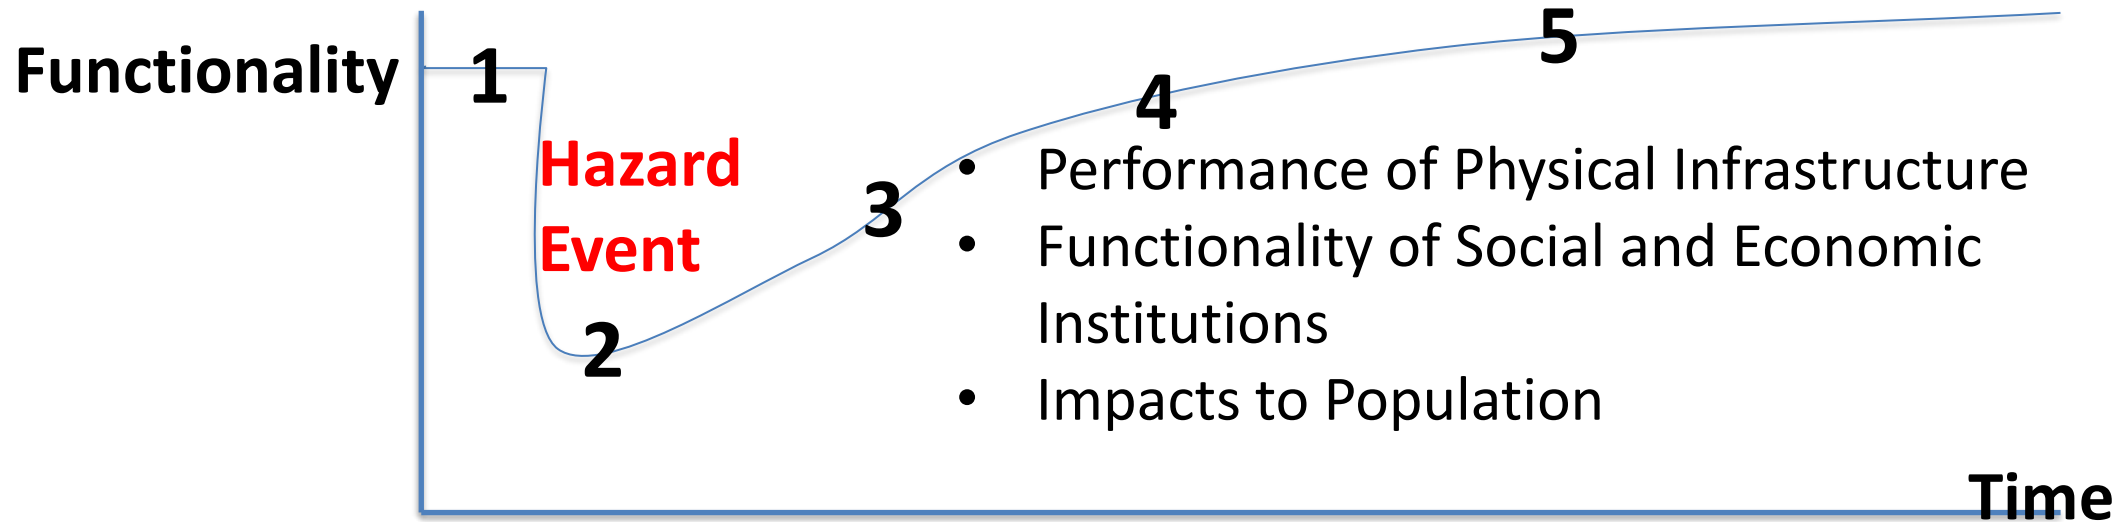 Functionality
1
Hazard
Event
2
3
4
5
• Performance of Physical Infrastructure
• Functionality of Social and Economic
Institutions
• Impacts to Population
Time